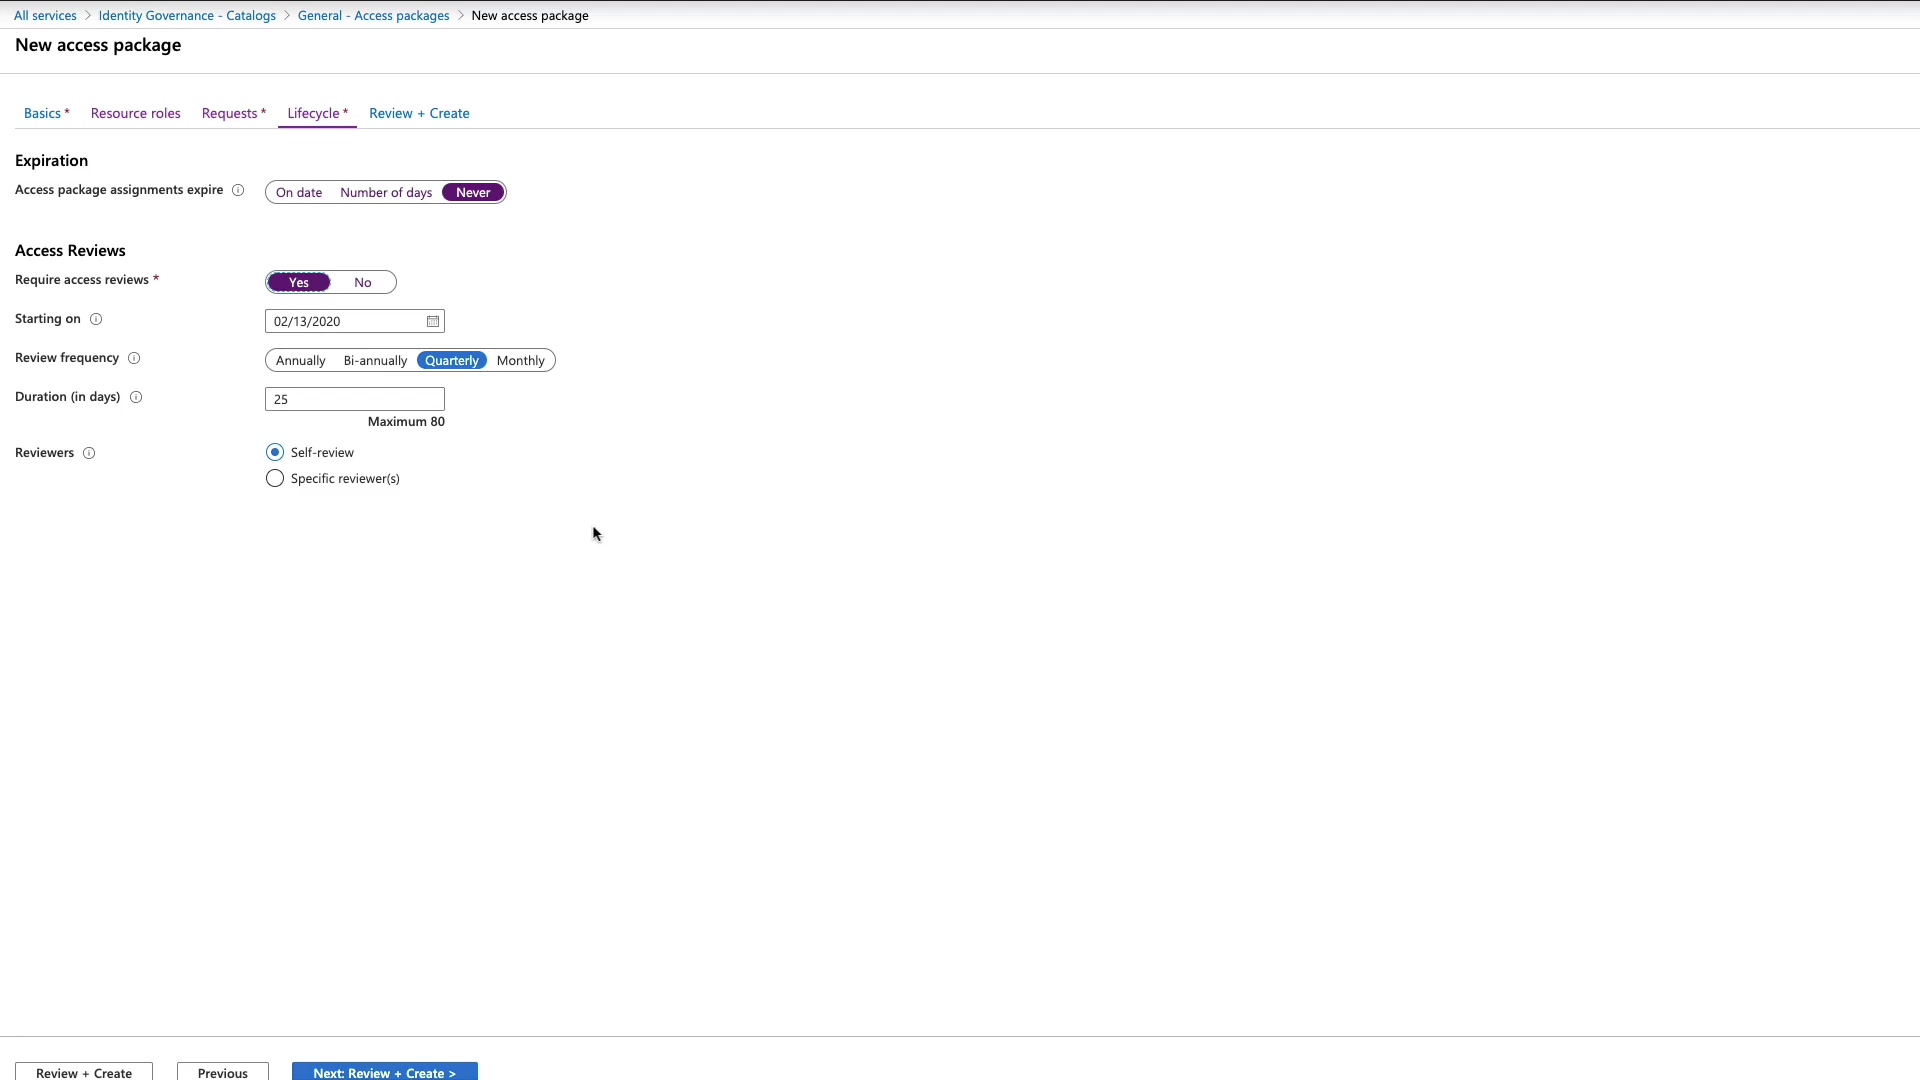 All services > Identity Governance - Catalogs > General - Access packages > New access package
New access package
Basics * Resource roles Requests * Lifecycle * Review + Create
Expiration
Access package assignments expire On date Number of days Never
Access Reviews
Require access reviews * Yes No
Starting on 02/13/2020
Review frequency Annually Bi-annually Quarterly Monthly
Duration (in days) 25
Maximum 80
Reviewers Self-review
Specific reviewer(s)
Review + Create Previous Next: Review + Create >